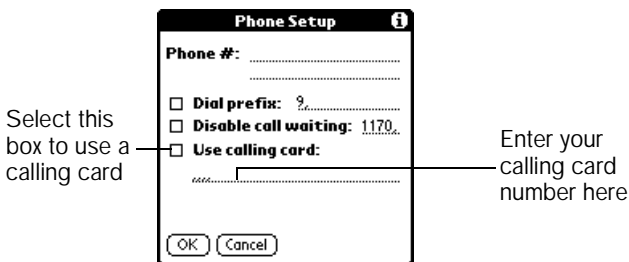 Phone Setup i
Phone #:
Dial prefix: 9,
Disable call waiting: 1170,
Use calling card:
,,,,
Select this
box to use a
calling card
Enter your
calling card
number here
OK Cancel